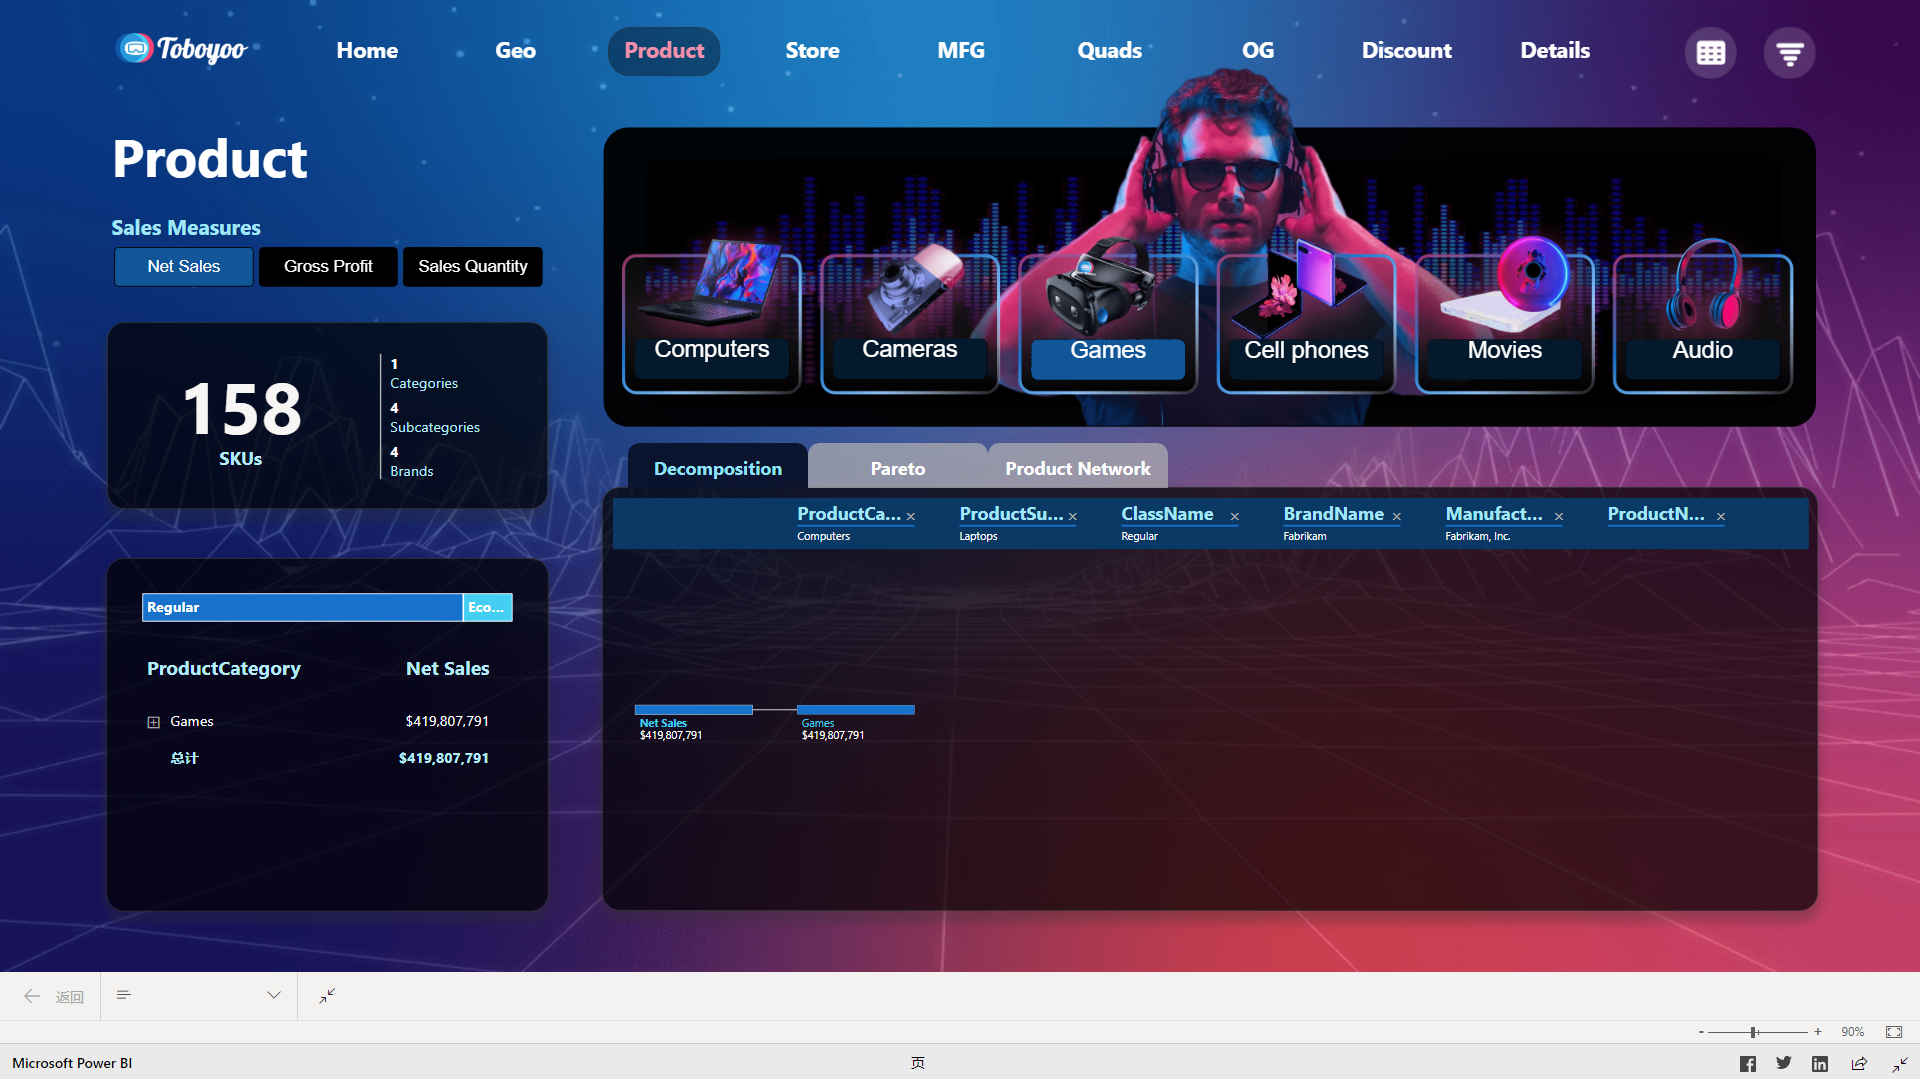 Toboyoo
Home
Geo
Product
Store
MFG
Quads
OG
Discount
Details
Product
Sales Measures
Net Sales
Gross Profit
Sales Quantity
Computers
Cameras
Games
Cell phones
Movies
Audio
158
SKUs
1
Categories
4
Subcategories
4
Brands
Decomposition
Pareto
Product Network
ProductCa...
ProductSu...
ClassName
BrandName
Manufact...
ProductN...
Computers
Laptops
Regular
Fabrikam
Fabrikam, Inc.
Regular
Eco...
ProductCategory
Net Sales
Games
$419,807,791
总计
$419,807,791
Net Sales
$419,807,791
Games
$419,807,791
返回
90%
Microsoft Power BI
页